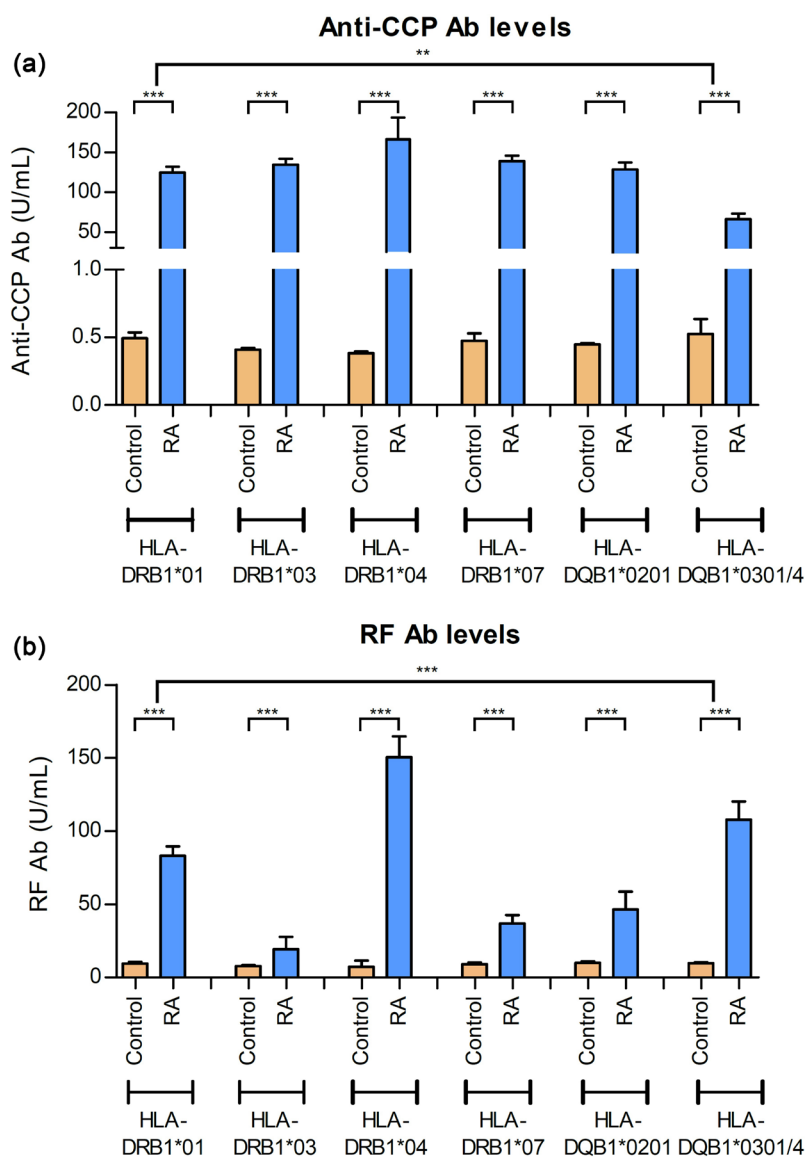 Anti-CCP Ab levels
(a)
**
*** *** *** *** *** ***
Anti-CCP Ab (U/mL)
200
150
100
50
1.0
0.5
0.0
Control RA Control RA Control RA Control RA Control RA Control RA
HLA- HLA- HLA- HLA- HLA- HLA-
DRB1*01 DRB1*03 DRB1*04 DRB1*07 DQB1*0201 DQB1*0301/4
(b)
RF Ab levels
***
*** *** *** *** *** ***
RF Ab (U/mL)
200
150
100
50
0
Control RA Control RA Control RA Control RA Control RA Control RA
HLA- HLA- HLA- HLA- HLA- HLA-
DRB1*01 DRB1*03 DRB1*04 DRB1*07 DQB1*0201 DQB1*0301/4